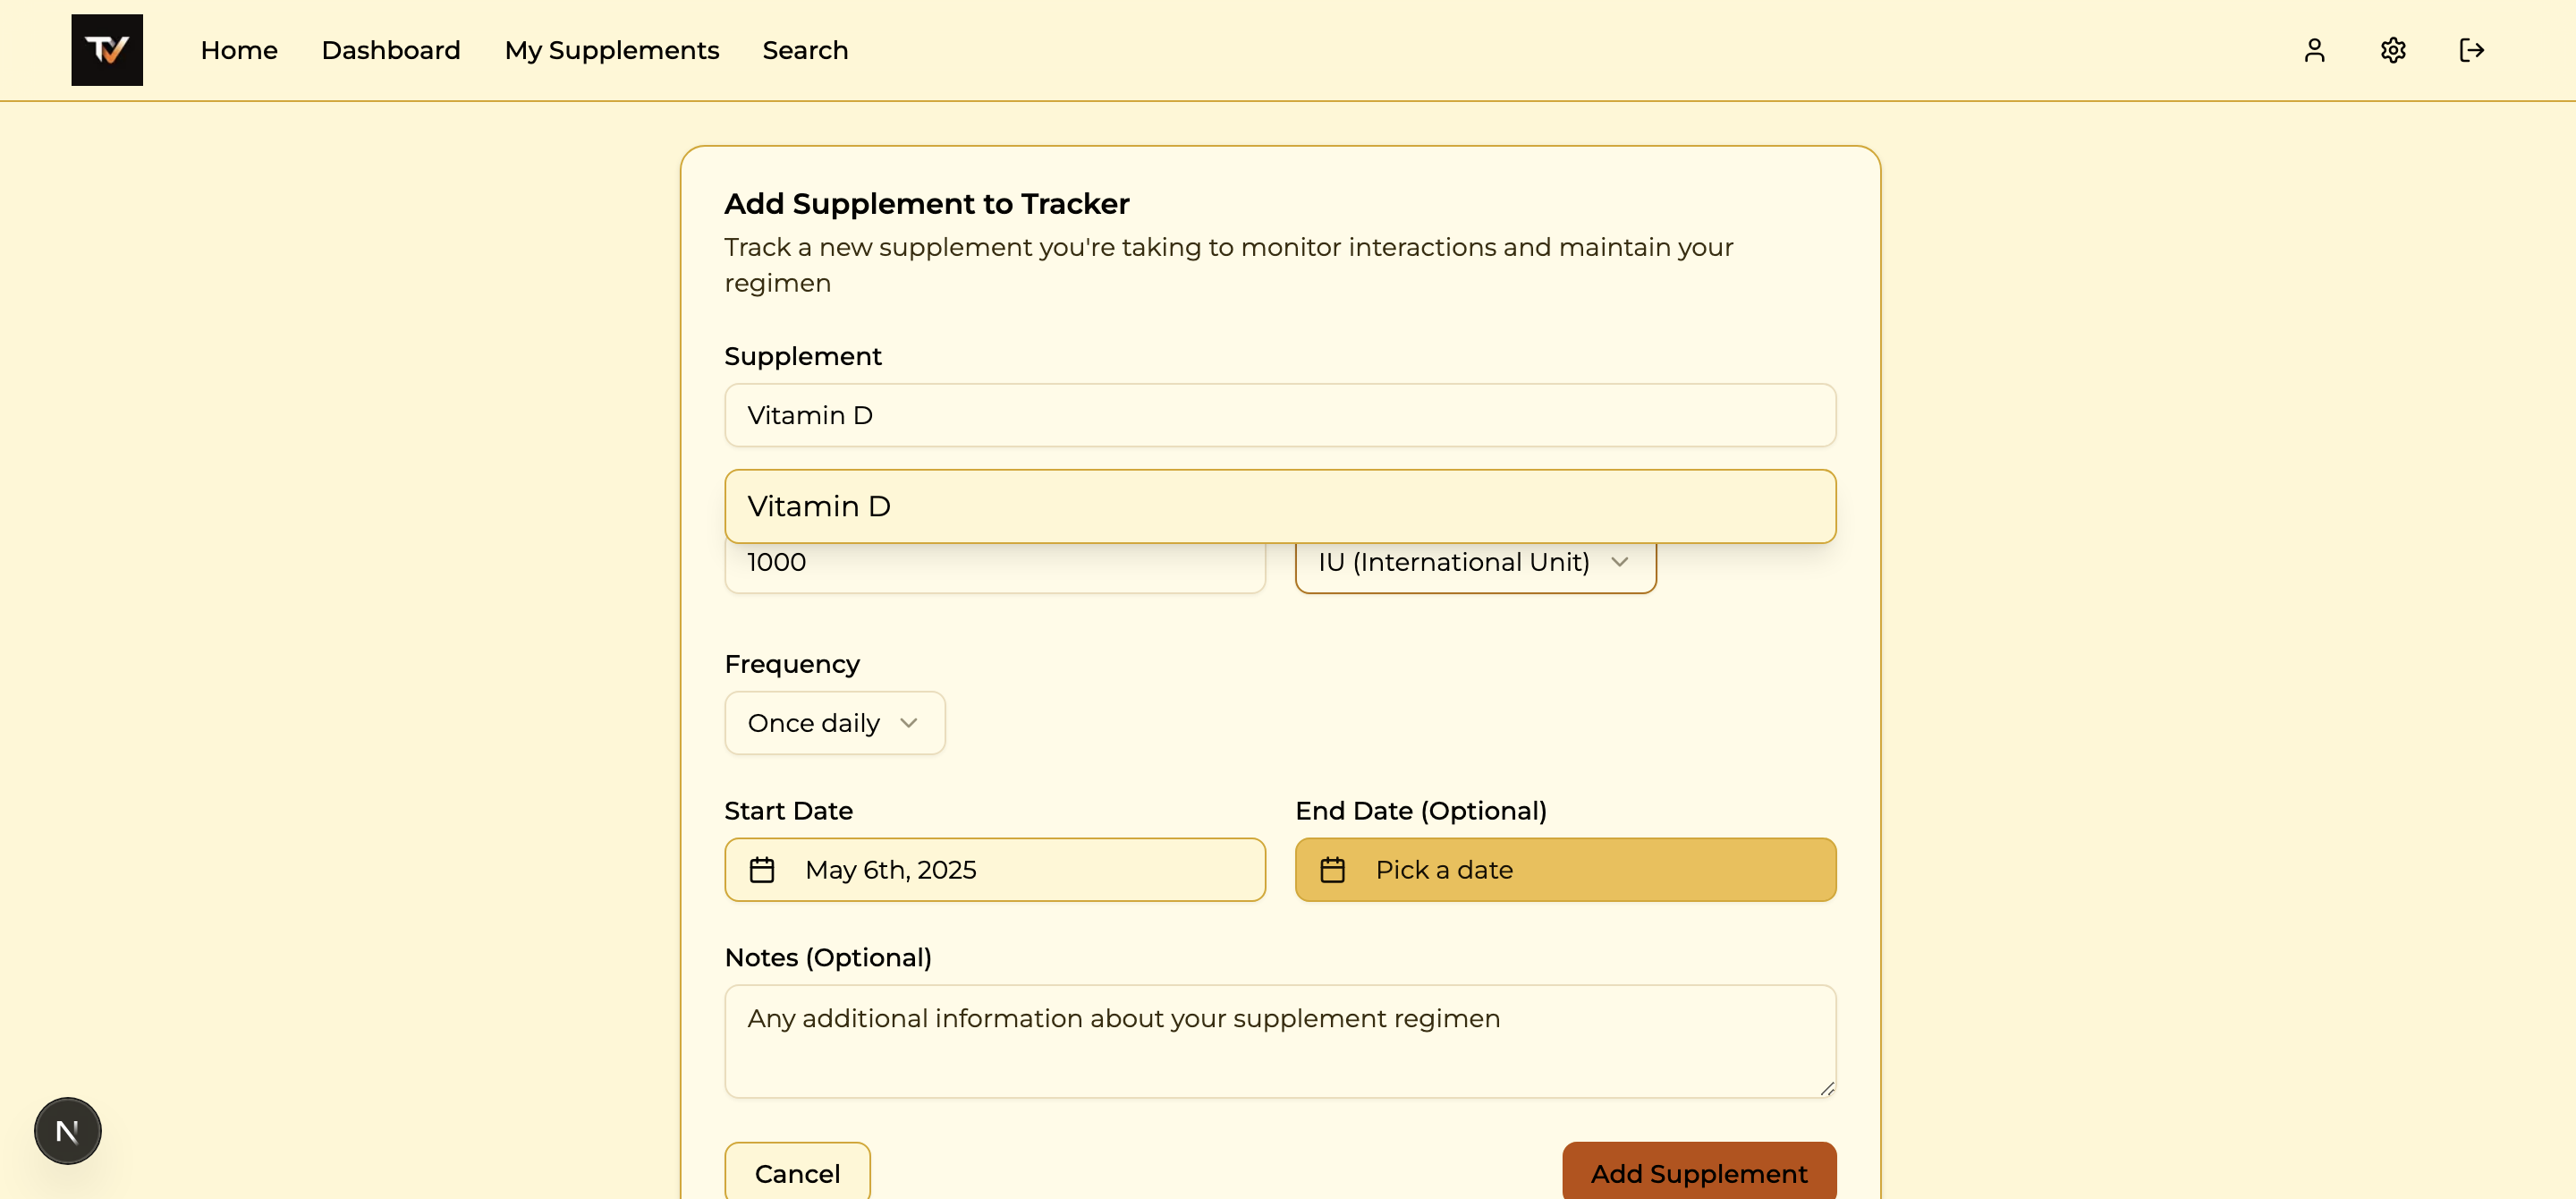 TV
Home
Dashboard
My Supplements
Search
Add Supplement to Tracker
Track a new supplement you're taking to monitor interactions and maintain your
regimen
Supplement
Vitamin D
Vitamin D
1000
IU (International Unit)
Frequency
Once daily
Start Date
End Date (Optional)
May 6th, 2025
Pick a date
Notes (Optional)
Any additional information about your supplement regimen
N
Cancel
Add Supplement